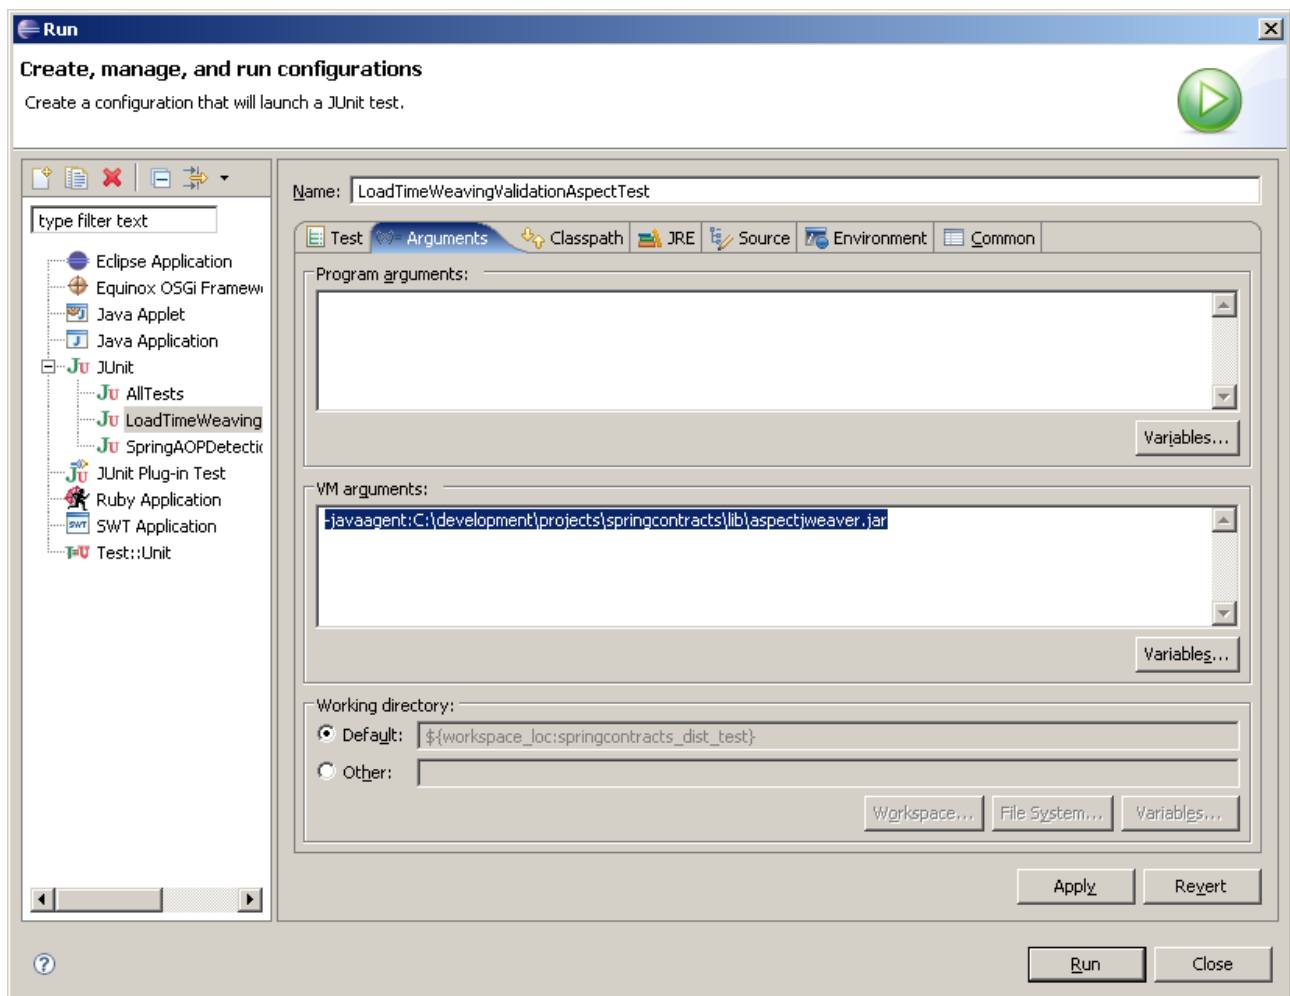 Run
Create, manage, and run configurations
Create a configuration that will launch a JUnit test.
type filter text
Eclipse Application
Equinox OSGi Framew
Java Applet
Java Application
JUnit
AllTests
LoadTimeWeaving
SpringAOPDetectic
JUnit Plug-in Test
Ruby Application
SWT Application
Test::Unit
Name: LoadTimeWeavingValidationAspectTest
Test Arguments Classpath JRE Source Environment Common
Program arguments:
Variables...
VM arguments:
-javaagent:C:\development\projects\springcontracts\lib\aspectjweaver.jar
Variables...
Working directory:
Default: ${workspace_loc:springcontracts_dist_test}
Other:
Workspace... File System... Variables...
Apply Revert
Run Close